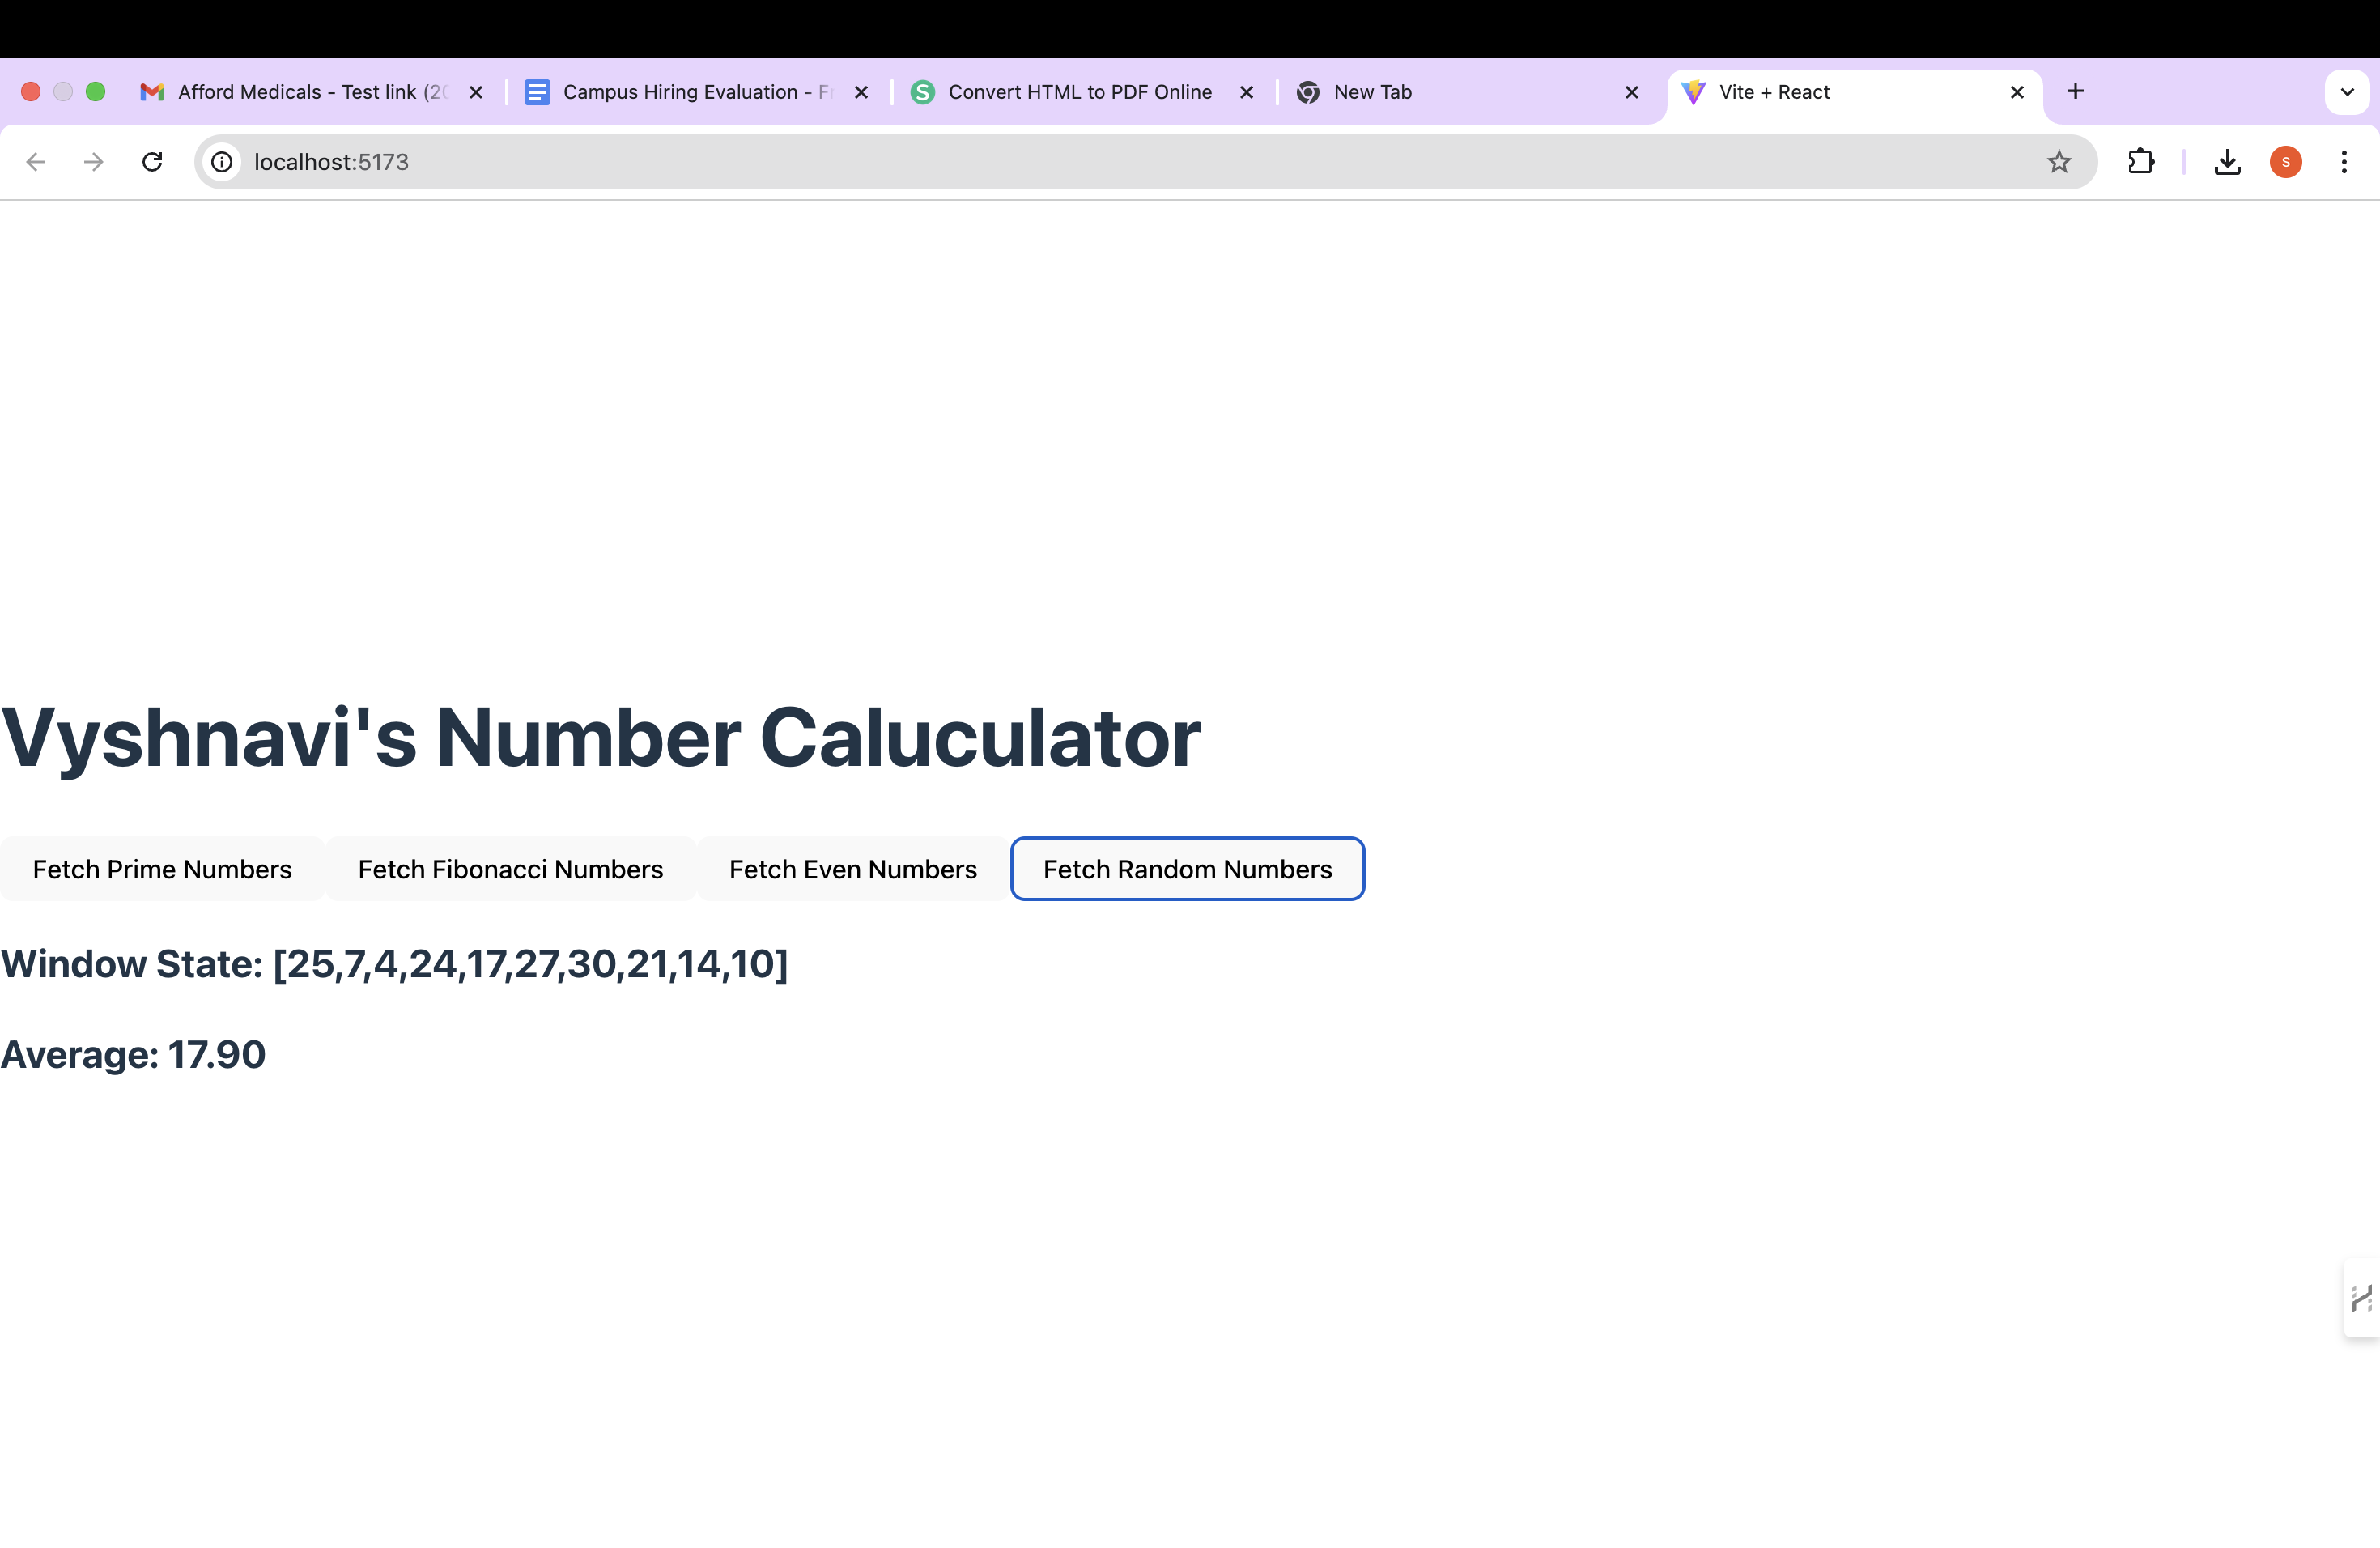 Afford Medicals - Test link (20
Campus Hiring Evaluation - Fr
Convert HTML to PDF Online
New Tab
Vite + React
localhost:5173
S
Vyshnavi's Number Caluculator
Fetch Prime Numbers
Fetch Fibonacci Numbers
Fetch Even Numbers
Fetch Random Numbers
Window State: [25,7,4,24,17,27,30,21,14,10]
Average: 17.90